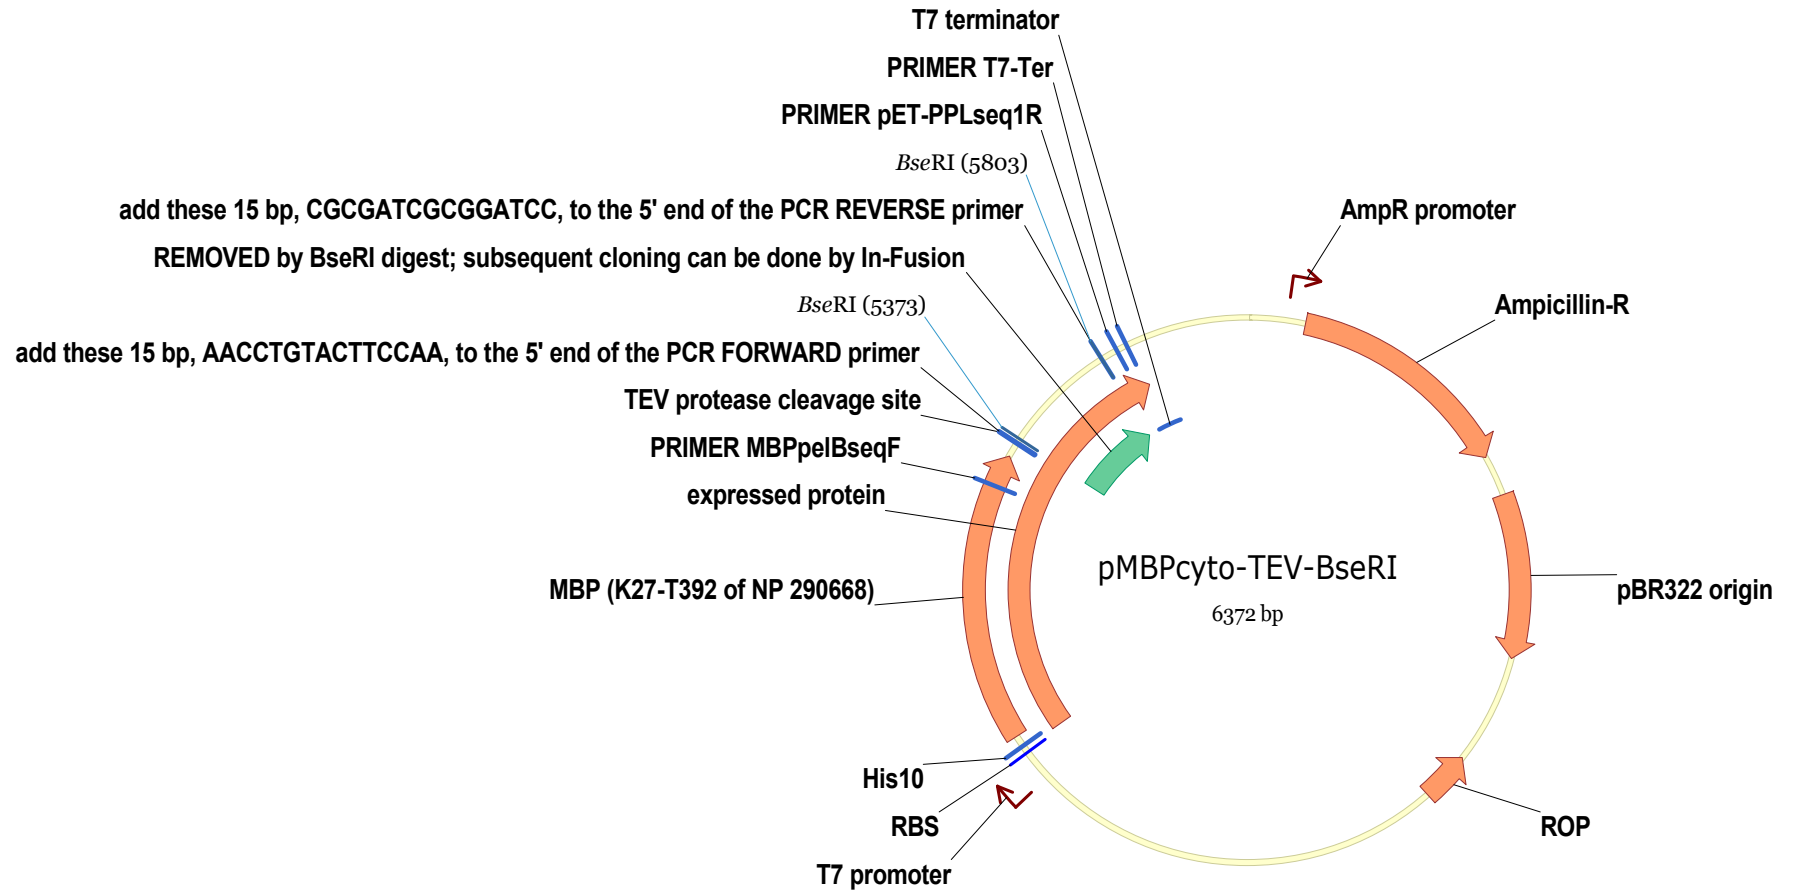 T7 terminator
PRIMER T7-Ter
PRIMER pET-PPLseq1R
BseRI (5803)
add these 15 bp, CGCGATCGCGGATCC, to the 5' end of the PCR REVERSE primer
AmpR promoter
REMOVED by BseRI digest; subsequent cloning can be done by In-Fusion
BseRI (5373)
Ampicillin-R
add these 15 bp, AACCTGTACTTCCAA, to the 5' end of the PCR FORWARD primer
TEV protease cleavage site
PRIMER MBPpelBseqF
expressed protein
pMBPcyto-TEV-BseRI
6372 bp
MBP (K27-T392 of NP 290668)
pBR322 origin
His10
RBS
ROP
T7 promoter